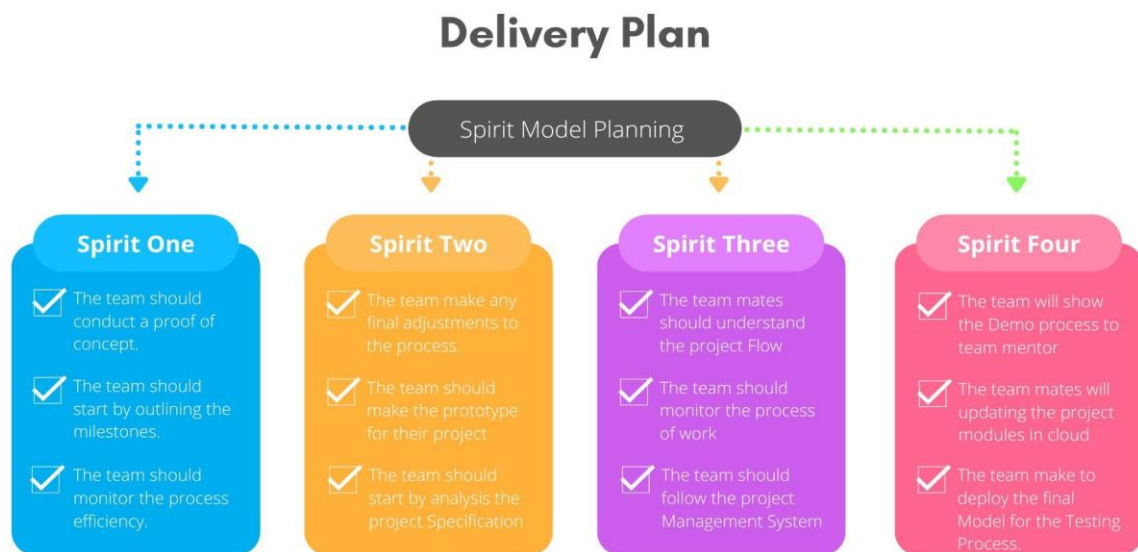 Delivery Plan
Spirit Model Planning
Spirit One
The team should
conduct a proof of
concept.
The team should
start by outlining the
milestones.
The team should
monitor the process
efficiency.
Spirit Two
The team make any
final adjustments to
the process.
The team should
make the prototype
for their project
The team should
start by analysis the
project Specification
Spirit Three
The team mates
should understand
the project Flow
The team should
monitor the process
of work
The team should
follow the project
Management System
Spirit Four
The team will show
the Demo process to
team mentor
The team mates will
updating the project
modules in cloud
The team make to
deploy the final
Model for the Testing
Process.